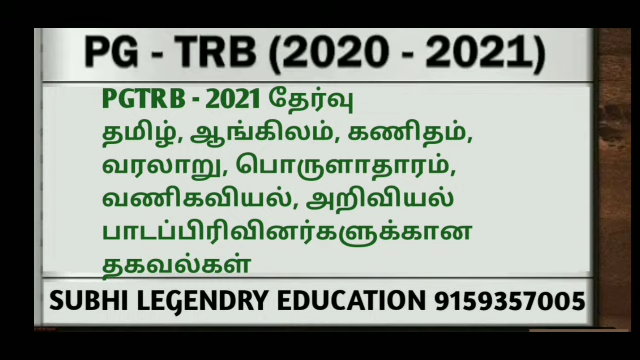 PG - TRB (2020 - 2021)
PGTRB - 2021 தேர்வு
தமிழ், ஆங்கிலம், கணிதம்,
வரலாறு, பொருளாதாரம்,
வணிகவியல், அறிவியல்
பாடப்பிரிவினர்களுக்கான
தகவல்கள்
SUBHI LEGENDRY EDUCATION 9159357005